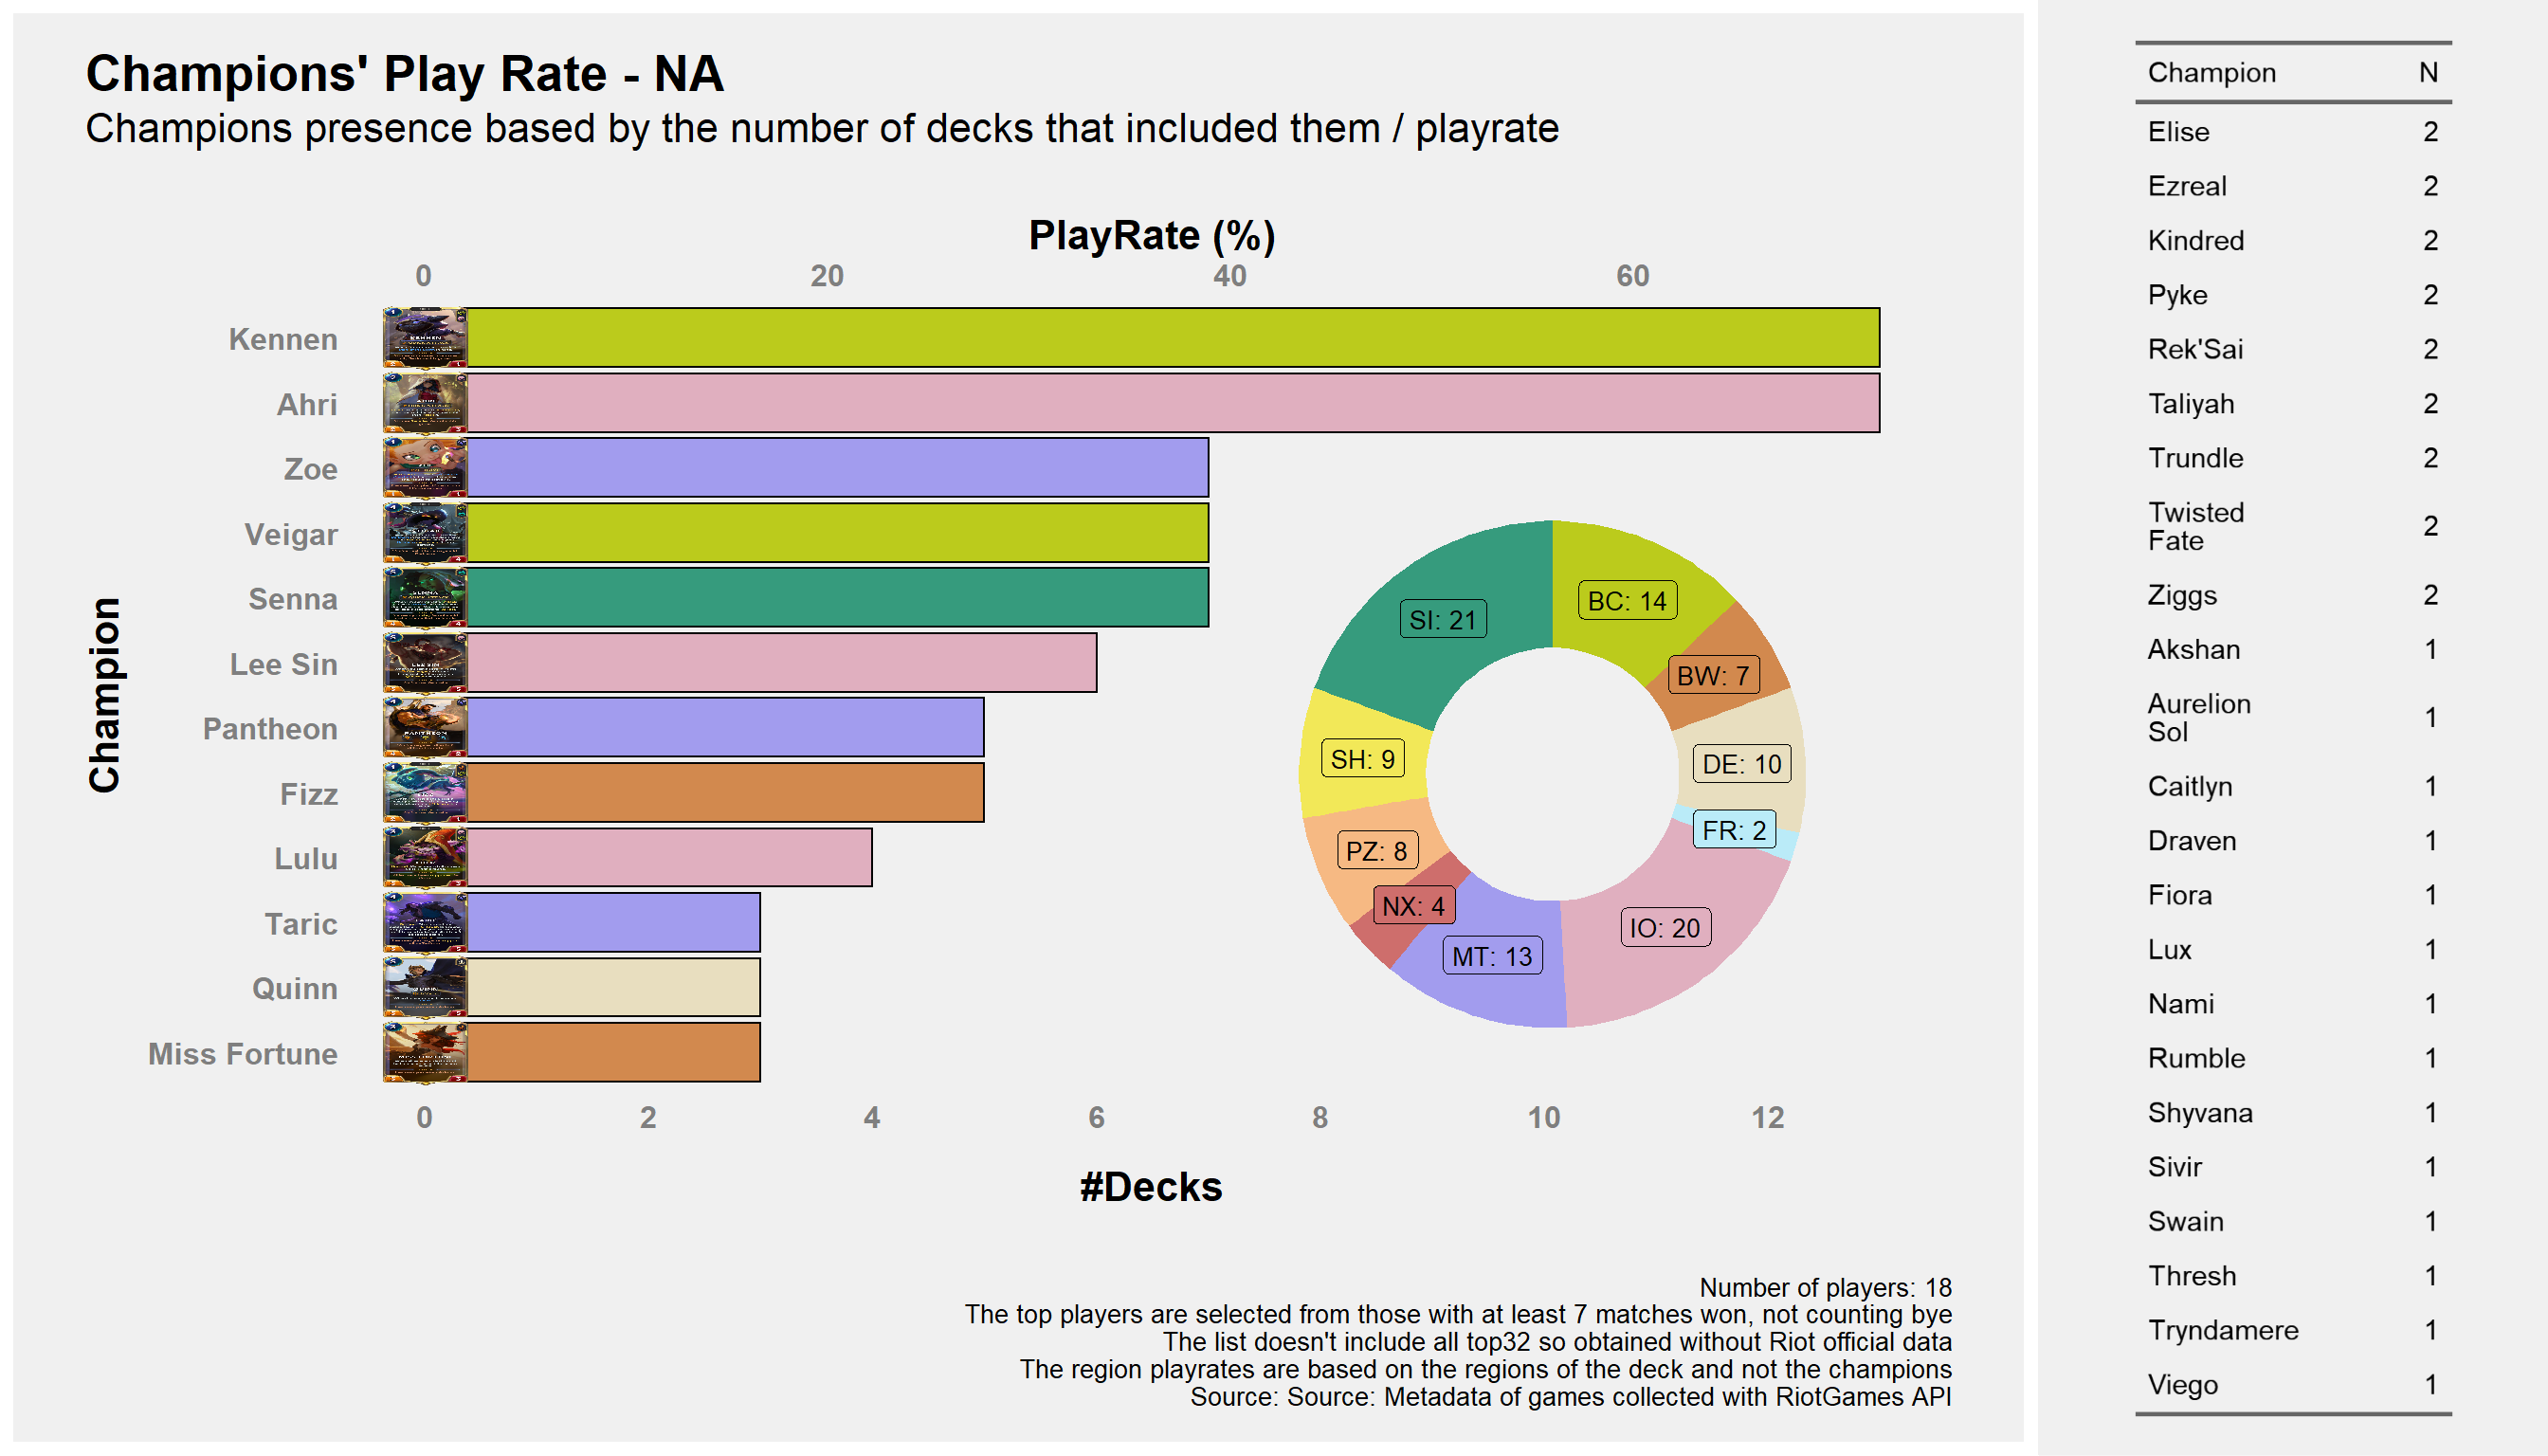 Champions' Play Rate - NA
Champions presence based by the number of decks that included them / playrate
PlayRate (%)
0 20 40 60
Champion
Kennen
Ahri
Zoe
Veigar
Senna
Lee Sin
Pantheon
Fizz
Lulu
Taric
Quinn
Miss Fortune
0 2 4 6 8 10 12
#Decks
BC: 14
BW: 7
DE: 10
FR: 2
IO: 20
MT: 13
NX: 4
PZ: 8
SH: 9
SI: 21
Number of players: 18
The top players are selected from those with at least 7 matches won, not counting bye
The list doesn't include all top32 so obtained without Riot official data
The region playrates are based on the regions of the deck and not the champions
Source: Source: Metadata of games collected with RiotGames API
Champion N
Elise 2
Ezreal 2
Kindred 2
Pyke 2
Rek'Sai 2
Taliyah 2
Trundle 2
Twisted
Fate 2
Ziggs 2
Akshan 1
Aurelion
Sol 1
Caitlyn 1
Draven 1
Fiora 1
Lux 1
Nami 1
Rumble 1
Shyvana 1
Sivir 1
Swain 1
Thresh 1
Tryndamere 1
Viego 1